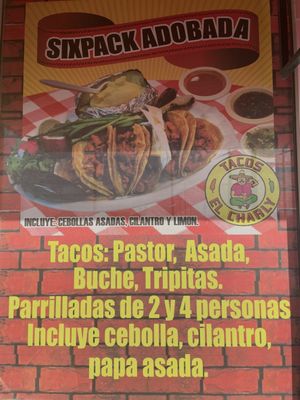 SIXPACK ADOBADA
TACOS
EL CHARLY
INCLUYE: CEBOLLAS ASADAS, CILANTRO Y LIMON.
Tacos: Pastor, Asada,
Buche, Tripitas.
Parrilladas de 2 y 4 personas
Incluye cebolla, cilantro,
papa asada.